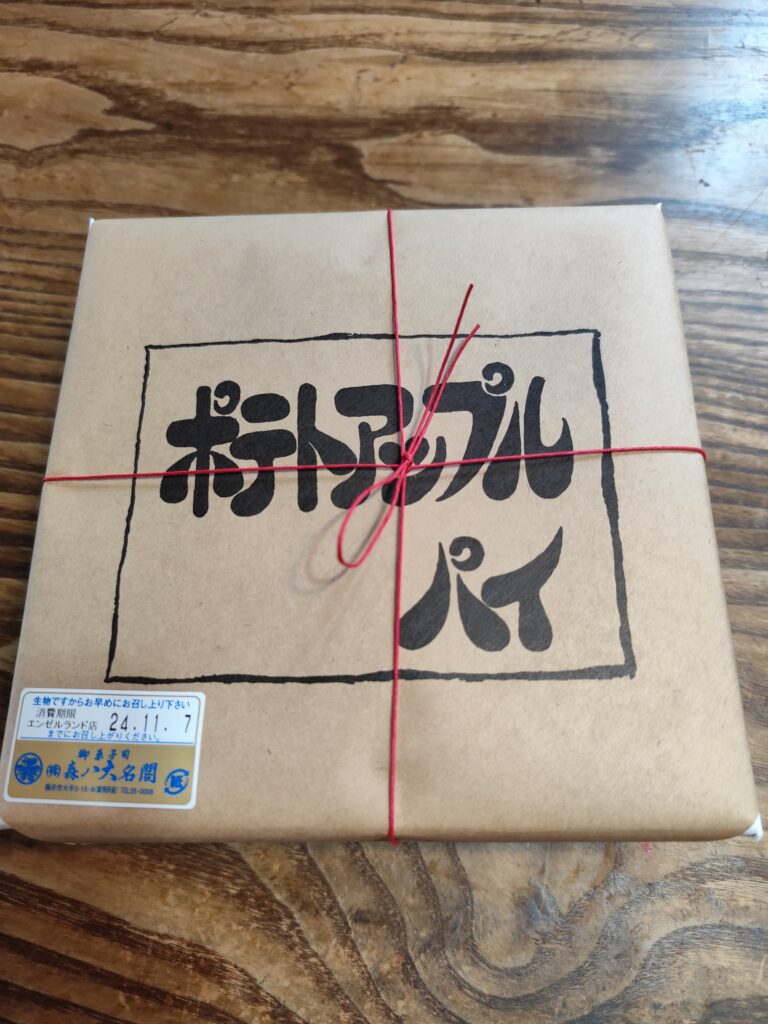 ポテトアップル
パイ
生物ですからお早めにお召し上り下さい
消費期限
エンゼルランド店 24.11.7
までにお召し上がりください。
御菓子司
㈱森八大名閣
紙